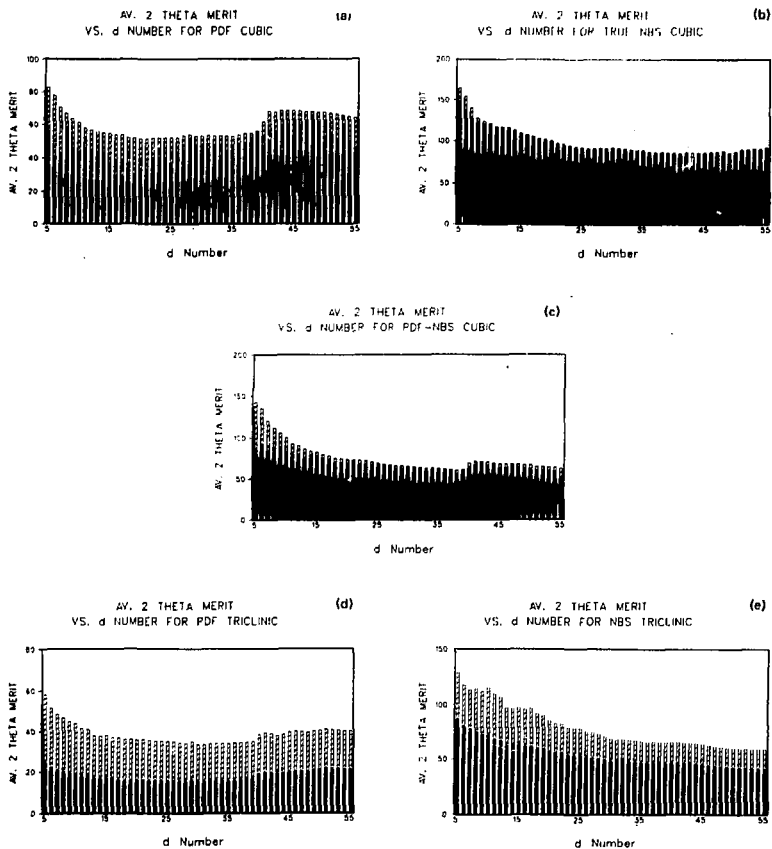 AV. 2 THETA MERIT
VS. d NUMBER FOR PDF CUBIC
(a)
AV. 2 THETA MERIT
100
80
60
40
20
0
5
15
25
35
45
55
d Number
AV. 2 THETA MERIT
VS d NUMBER FOR TRUE NBS CUBIC
(b)
AV. 2 THETA MERIT
200
150
100
50
0
5
15
25
35
45
55
d Number
AV. 2 THETA MERIT
VS. d NUMBER FOR PDF-NBS CUBIC
(c)
AV. 2 THETA MERIT
200
150
100
50
0
5
15
25
35
45
55
d Number
AV. 2 THETA MERIT
VS. d NUMBER FOR PDF TRICLINIC
(d)
AV. 2 THETA MERIT
80
60
40
20
0
5
15
25
35
45
55
d Number
AV. 2 THETA MERIT
VS. d NUMBER FOR NBS TRICLINIC
(e)
AV. 2 THETA MERIT
150
100
50
0
5
15
25
35
45
55
d Number